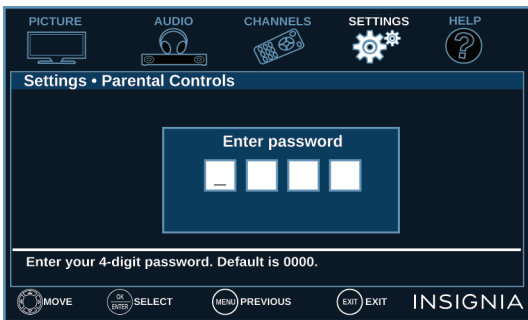 PICTURE AUDIO CHANNELS SETTINGS HELP
Settings • Parental Controls
Enter password
_
Enter your 4-digit password. Default is 0000.
MOVE OK ENTER SELECT MENU PREVIOUS EXIT EXIT INSIGNIA